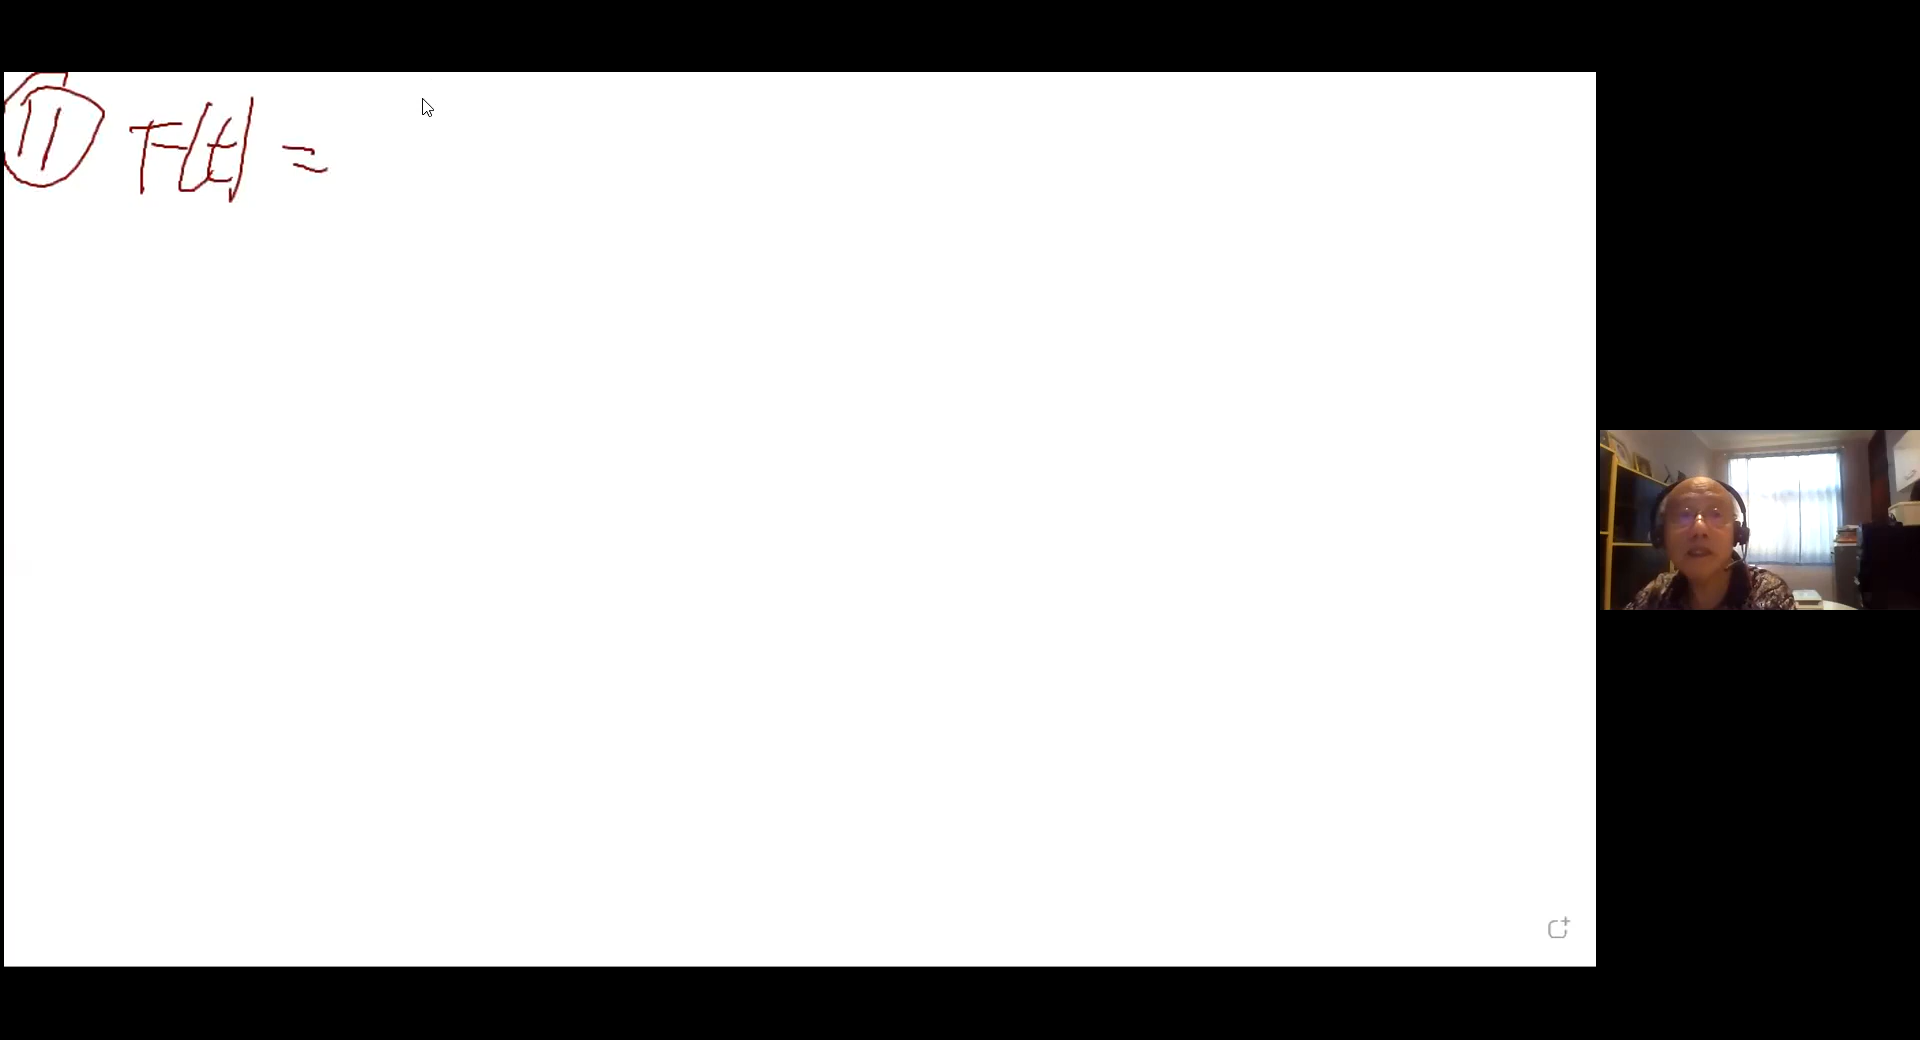 11 F(t) =